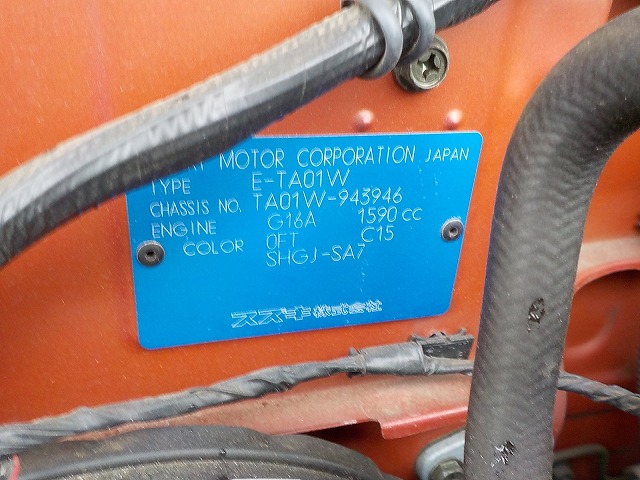 MOTOR CORPORATION JAPAN
TYPE E-TA01W
CHASSIS NO. TA01W-943946
ENGINE G16A 1590 CC
COLOR 0FT C15
SHGJ-SA7
スズキ株式会社